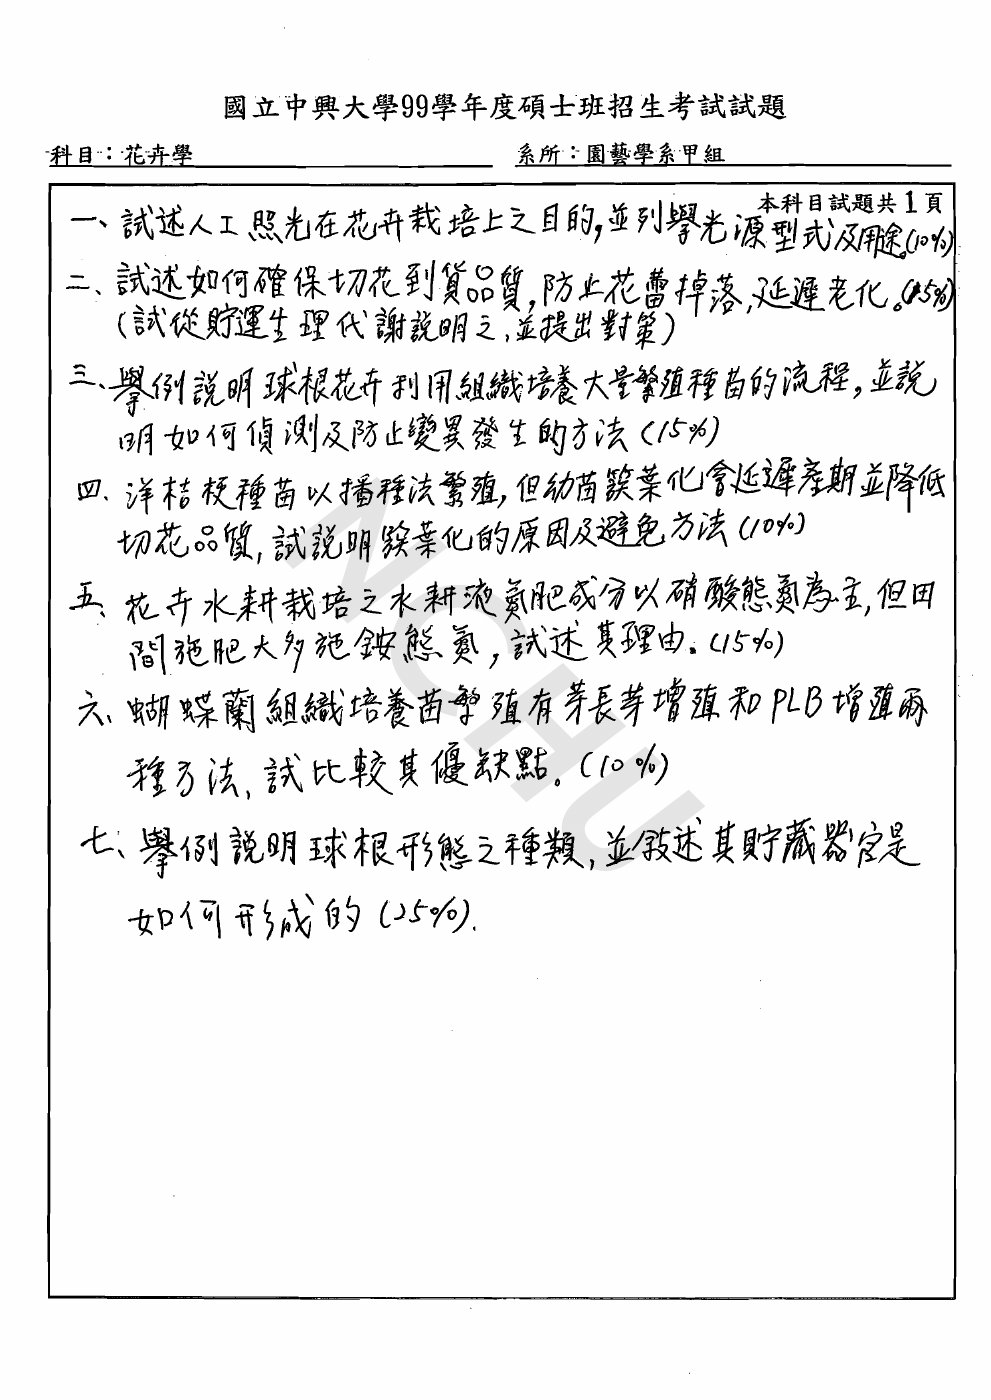 國立中興大學99學年度碩士班招生考試試題
科目：花卉學 系所：園藝學系甲組
本科目試題共1頁
一、試述人工照光在花卉栽培上之目的，並列舉光源型式及用途。(10%)
二、試述如何確保切花到貨品質，防止花蕾掉落，延遲老化。(15%)
(試從貯運生理代謝說明之，並提出對策)
三、舉例說明球根花卉利用組織培養大量繁殖種苗的流程，並說
明如何偵測及防止變異發生的方法(15%)
四、洋桔梗種苗以播種法繁殖，但幼苗簇葉化會延遲產期並降低
切花品質，試說明簇葉化的原因及避免方法(10%)
五、花卉水耕栽培之水耕液氮肥成分以硝酸態氮為主，但田
間施肥大多施銨態氮，試述其理由。(15%)
六、蝴蝶蘭組織培養苗繁殖有芽長芽增殖和PLB增殖兩
種方法，試比較其優缺點。(10%)
七、舉例說明球根形態之種類，並敘述其貯藏器官是
如何形成的(25%).
NCHU